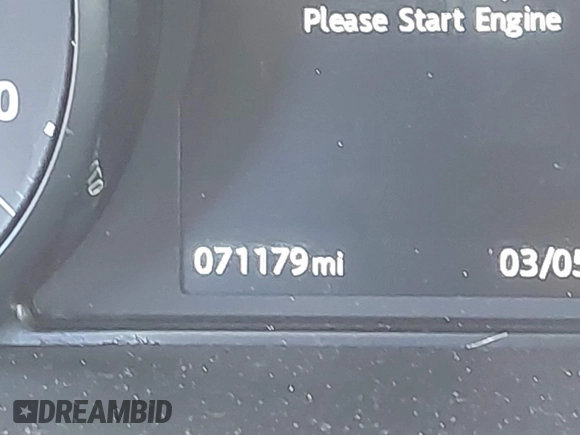 Please Start Engine
0
071179mi
03/05
DREAMBID